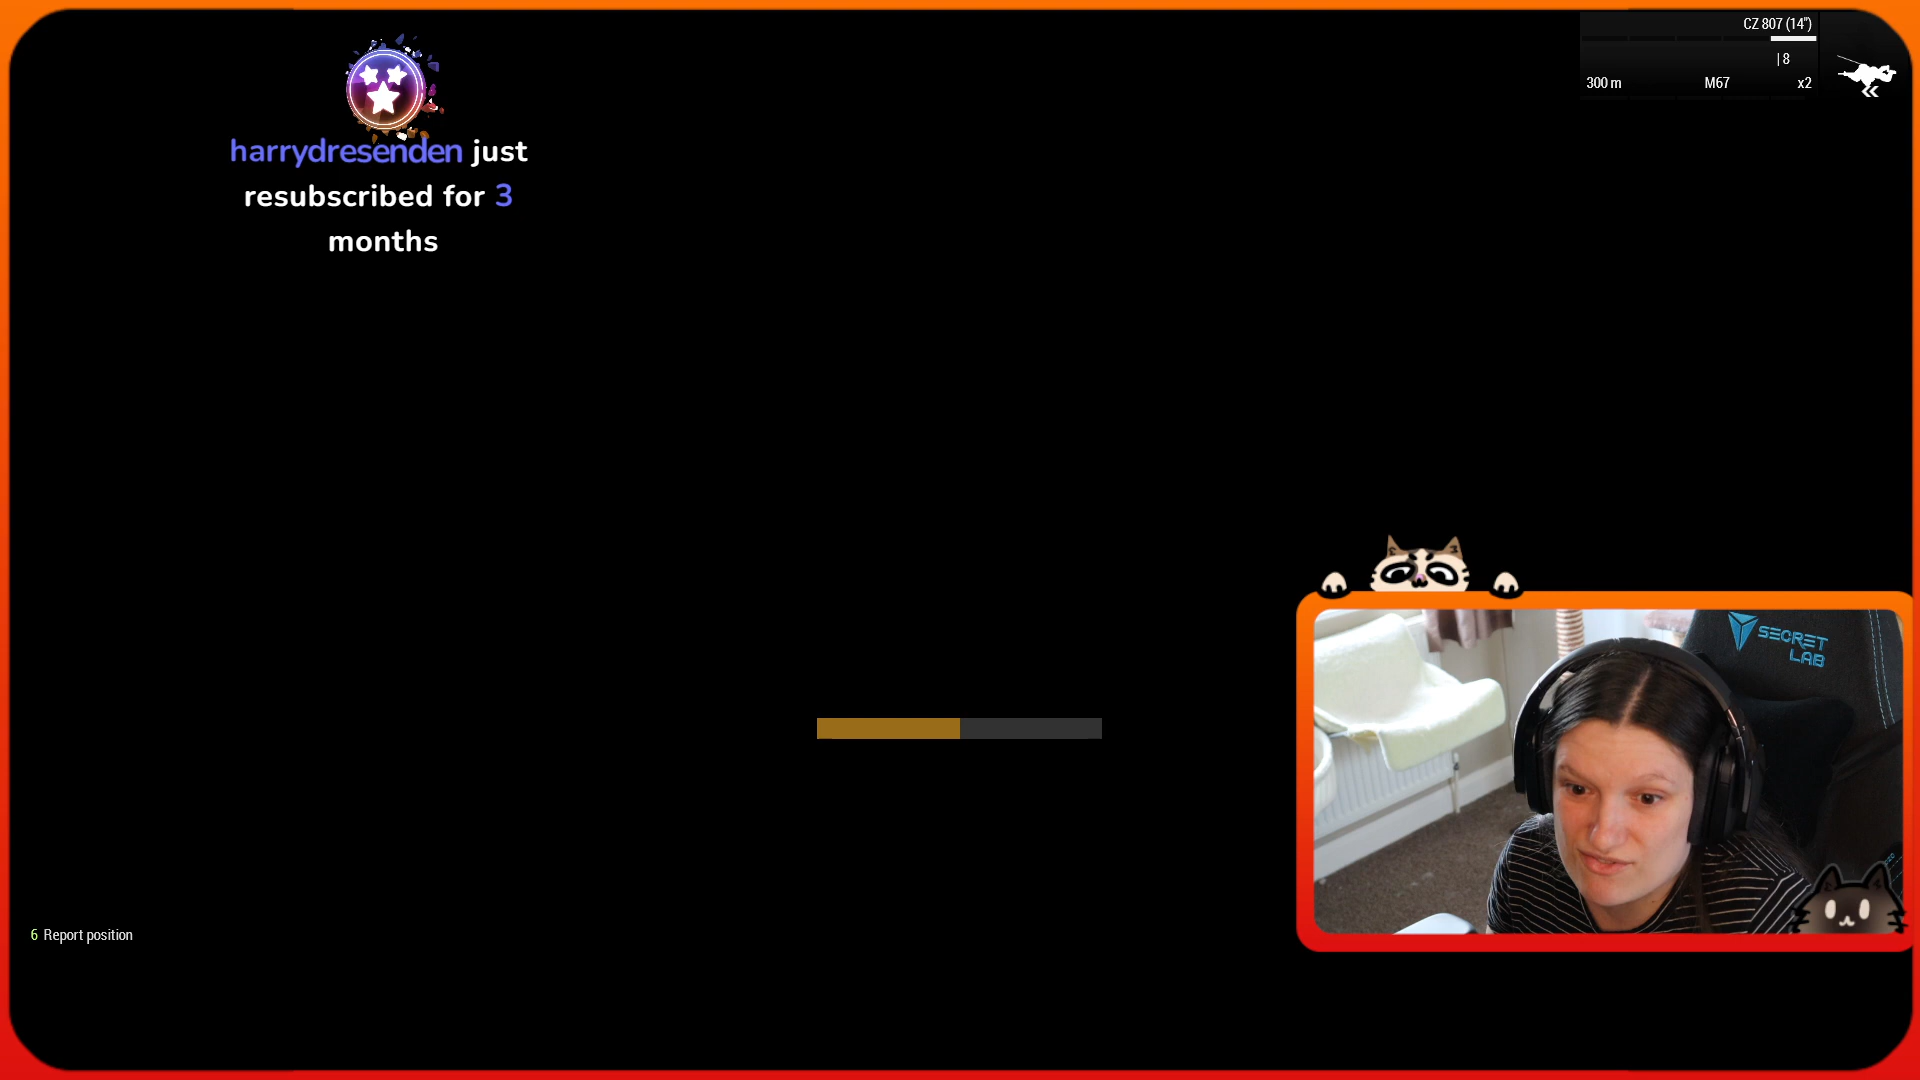 CZ 807 (14")
| 8
300 m M67 x2
harrydresenden just
resubscribed for 3
months
SECRET
LAB
6 Report position